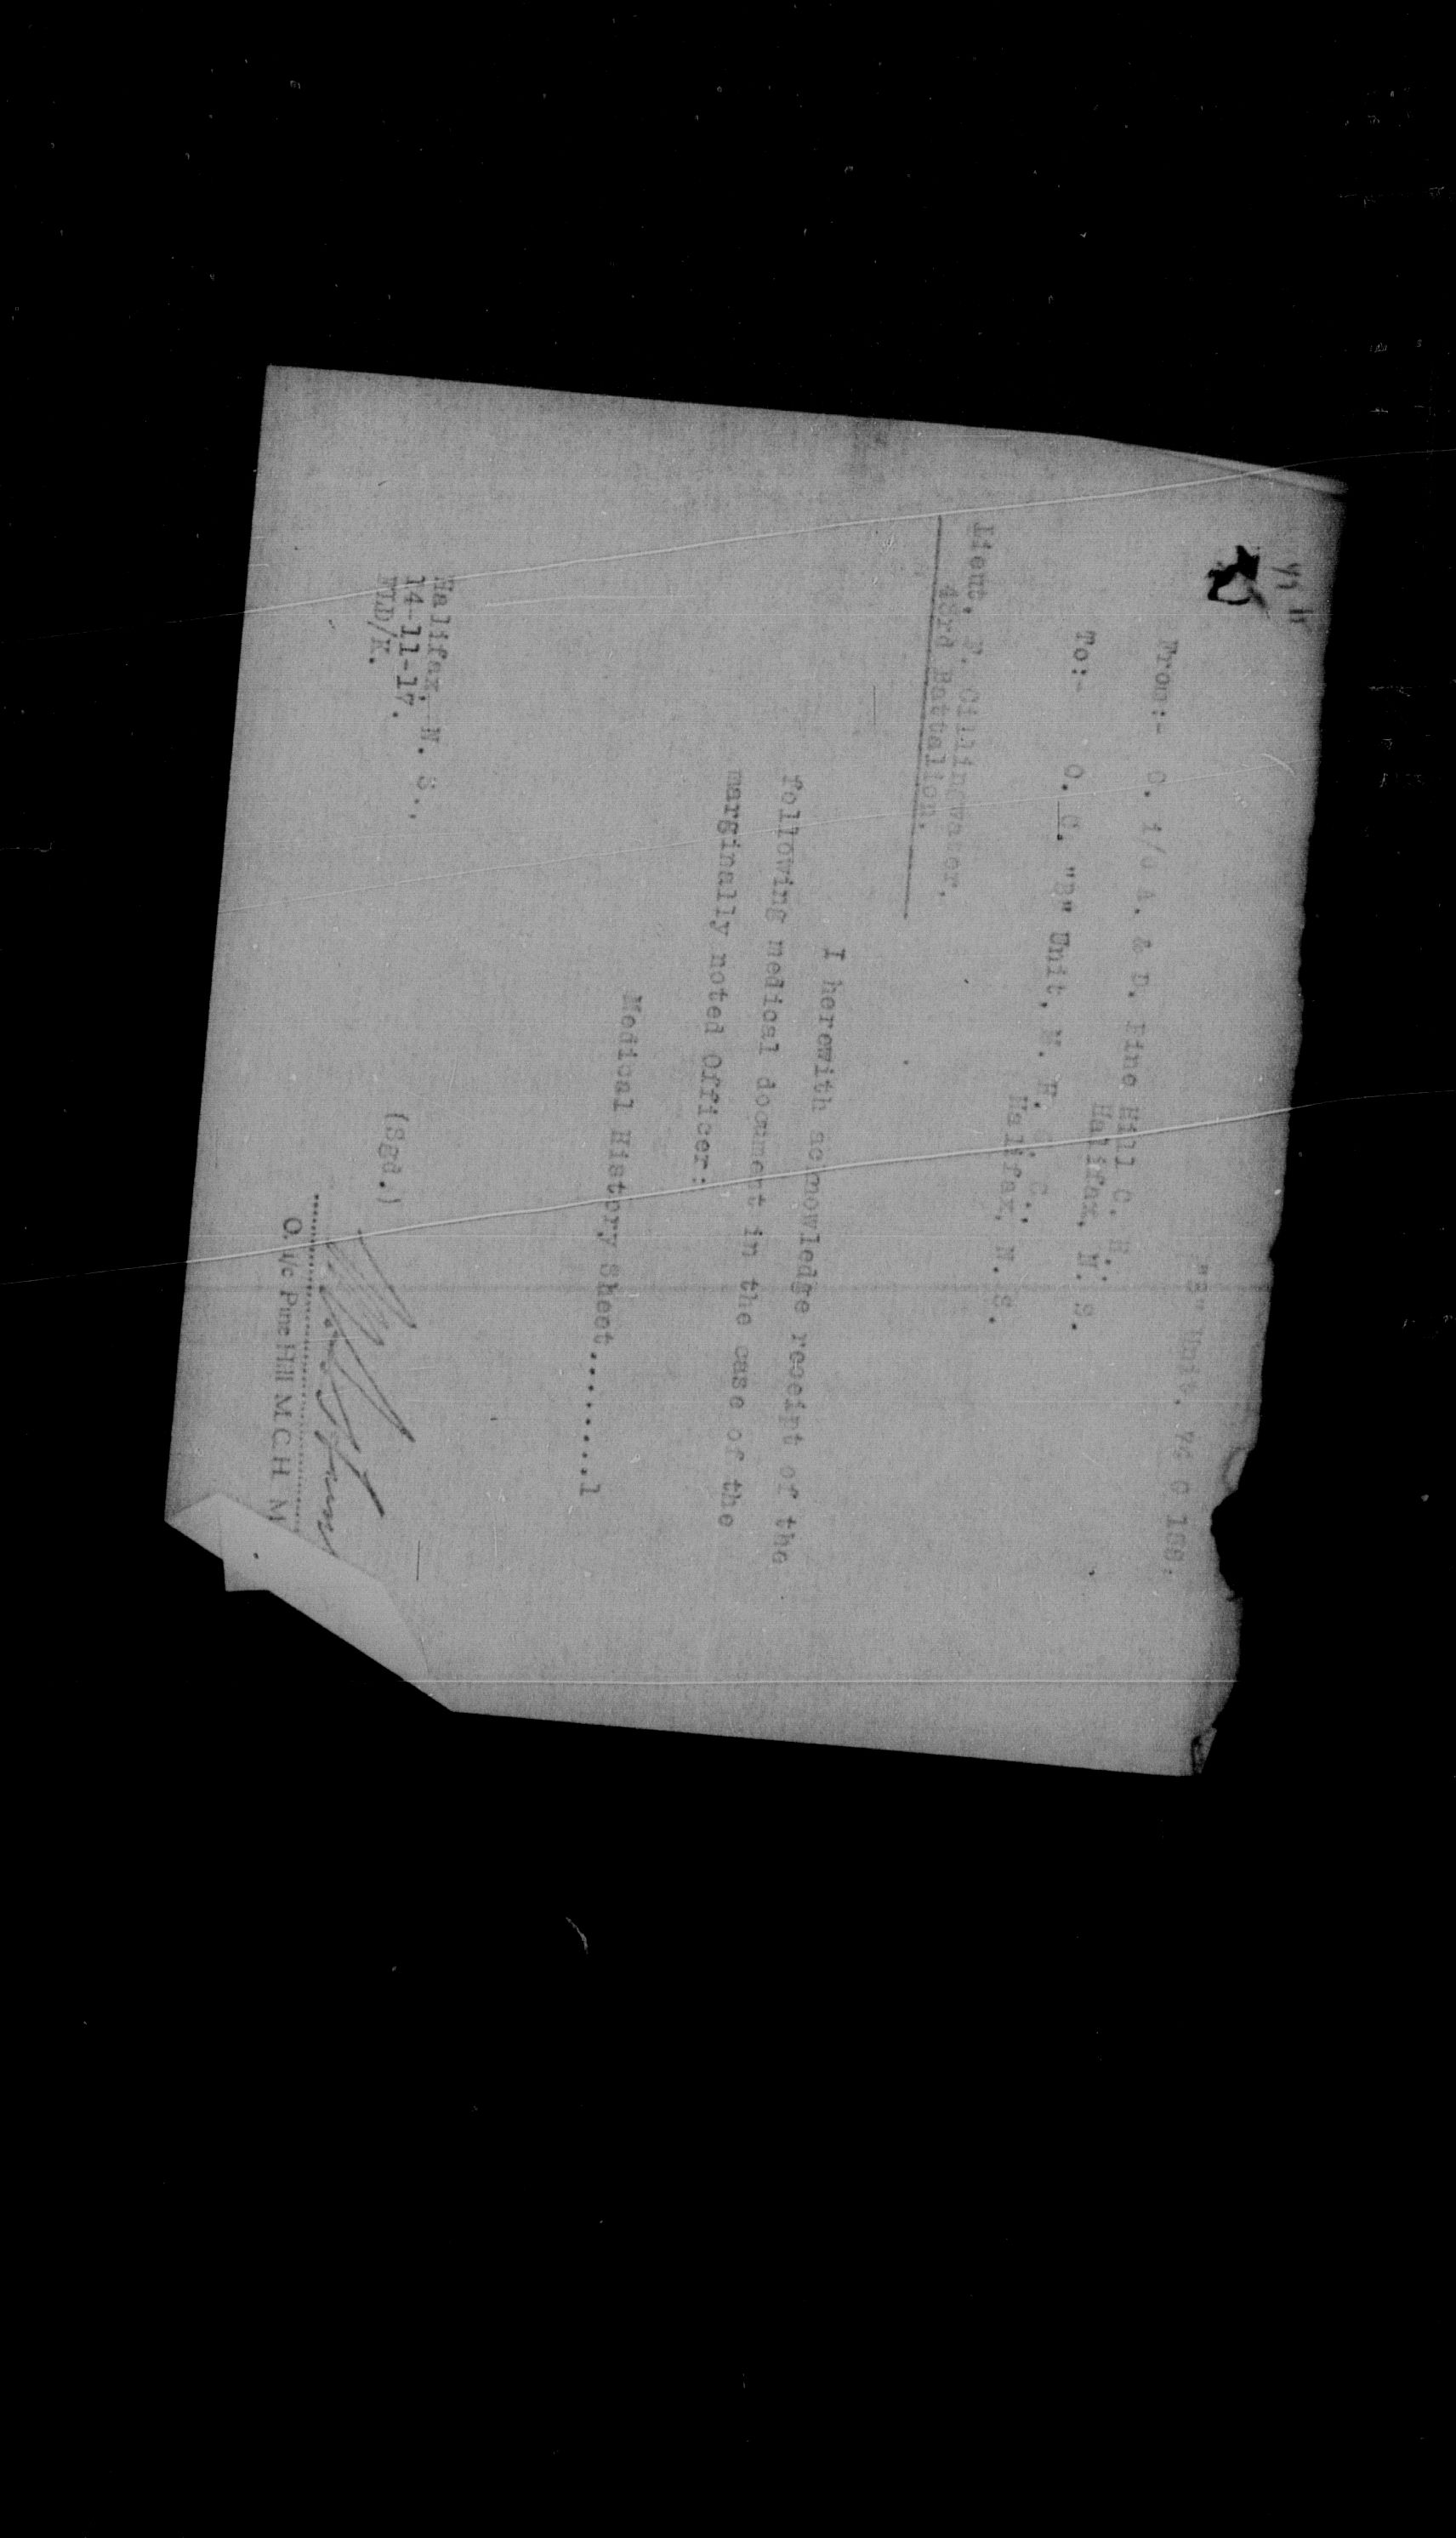 "B" Unit,
From:- O. i/c A. & D. Pine Hill C. H.,
Halifax, N. S.
To:- O. C. "B" Unit, M. H. C. C.,
Halifax, N. S.
Lieut. F. Gillingwater,
43rd Battalion.
I herewith acknowledge receipt of the
following medical document in the case of the
marginally noted Officer:
Medical History Sheet.........1
Halifax, N. S.,
14-11-17.
(Sgd.)
O. i/c Pine Hill M C H M